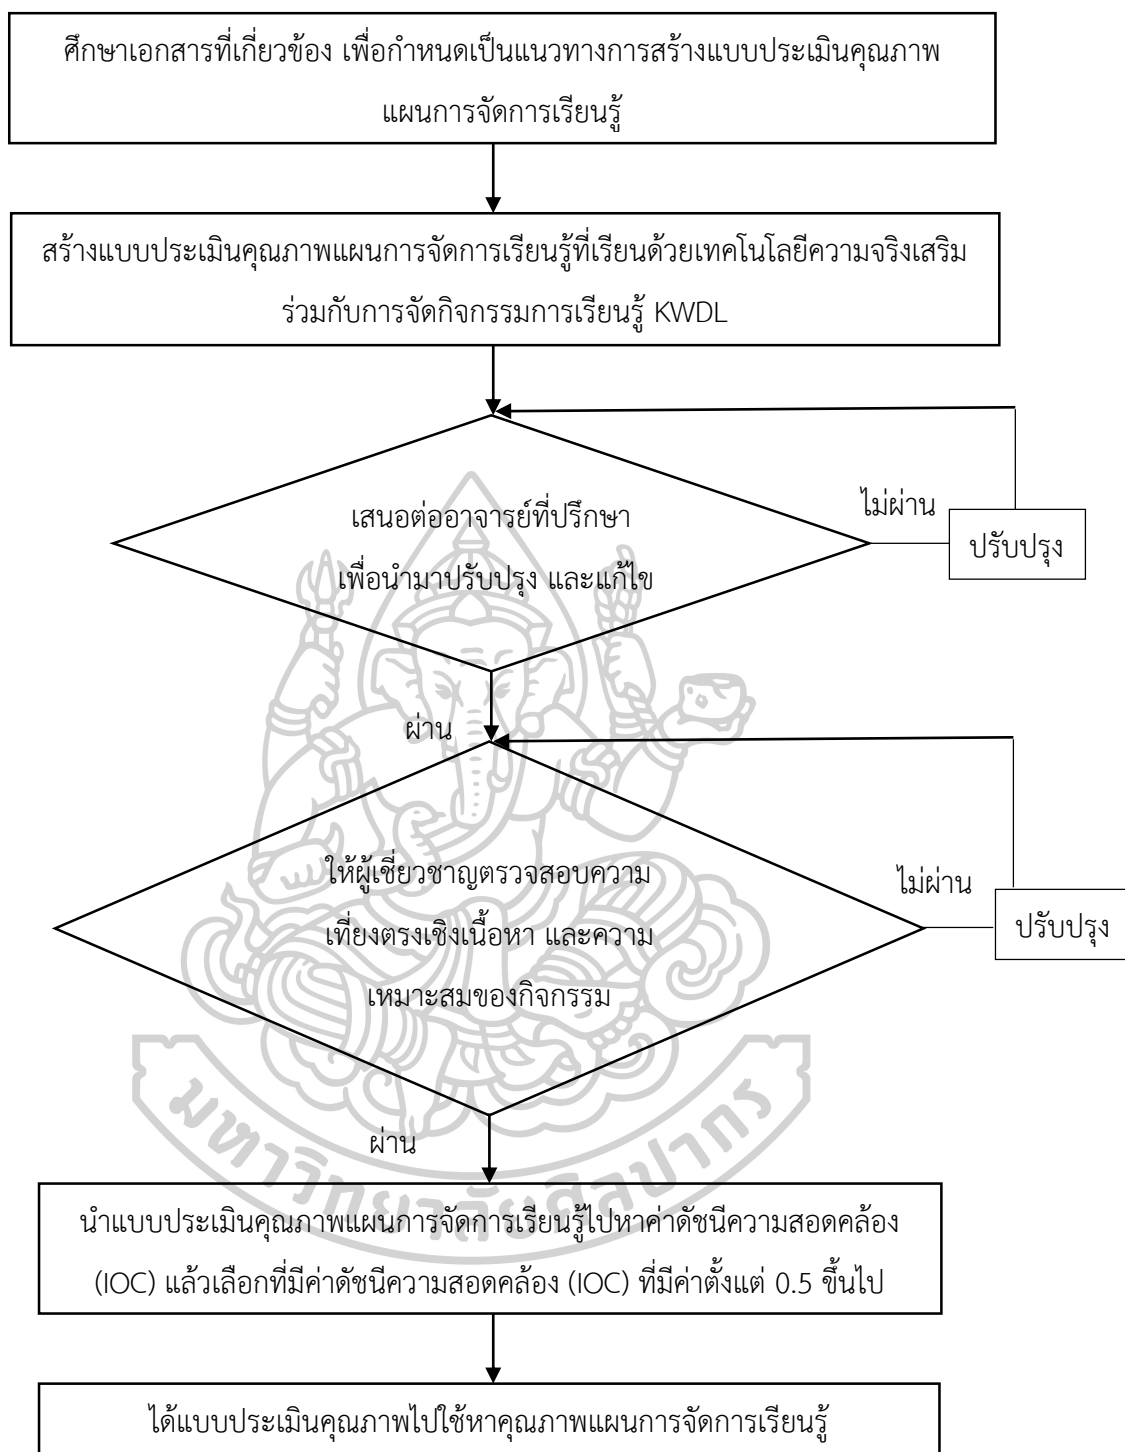 ศึกษาเอกสารที่เกี่ยวข้อง เพื่อกำหนดเป็นแนวทางการสร้างแบบประเมินคุณภาพ
แผนการจัดการเรียนรู้
สร้างแบบประเมินคุณภาพแผนการจัดการเรียนรู้ที่เรียนด้วยเทคโนโลยีความจริงเสริม
ร่วมกับการจัดกิจกรรมการเรียนรู้ KWDL
เสนอต่ออาจารย์ที่ปรึกษา
เพื่อนำมาปรับปรุง และแก้ไข
ไม่ผ่าน
ปรับปรุง
ผ่าน
ให้ผู้เชี่ยวชาญตรวจสอบความ
เที่ยงตรงเชิงเนื้อหา และความ
เหมาะสมของกิจกรรม
ไม่ผ่าน
ปรับปรุง
ผ่าน
มหาวิทยาลัยศิลปากร
นำแบบประเมินคุณภาพแผนการจัดการเรียนรู้ไปหาค่าดัชนีความสอดคล้อง
(IOC) แล้วเลือกที่มีค่าดัชนีความสอดคล้อง (IOC) ที่มีค่าตั้งแต่ 0.5 ขึ้นไป
ได้แบบประเมินคุณภาพไปใช้หาคุณภาพแผนการจัดการเรียนรู้